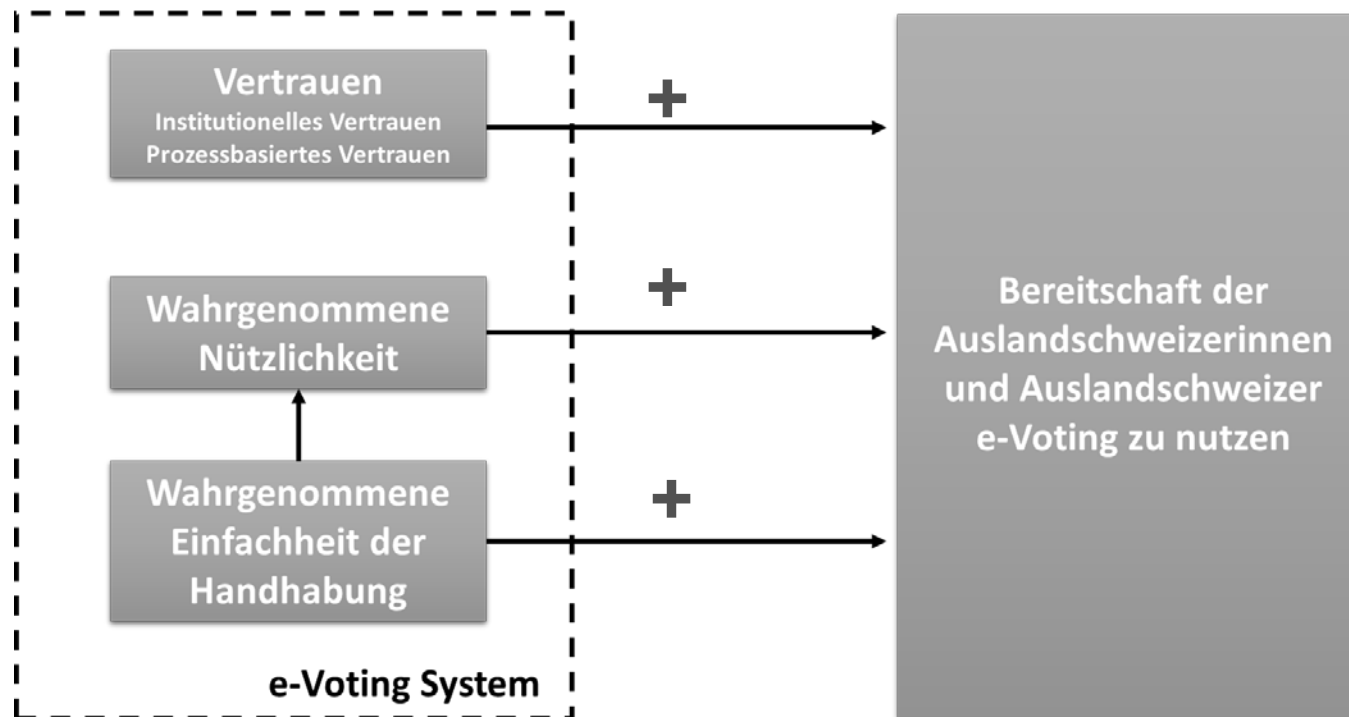 Vertrauen
Institutionelles Vertrauen
Prozessbasiertes Vertrauen
+
Wahrgenommene
Nützlichkeit
+
Wahrgenommene
Einfachheit der
Handhabung
+
e-Voting System
Bereitschaft der
Auslandschweizerinnen
und Auslandschweizer
e-Voting zu nutzen